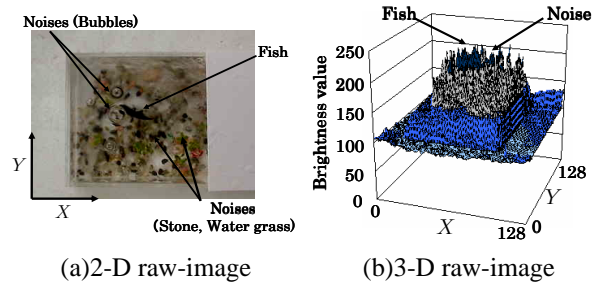 Noises (Bubbles)
Fish
Y
X
Noises
(Stone, Water grass)
(a)2-D raw-image
Fish
Noise
Brightness value
250
200
150
100
50
0
0
X
128
0
Y
128
(b)3-D raw-image